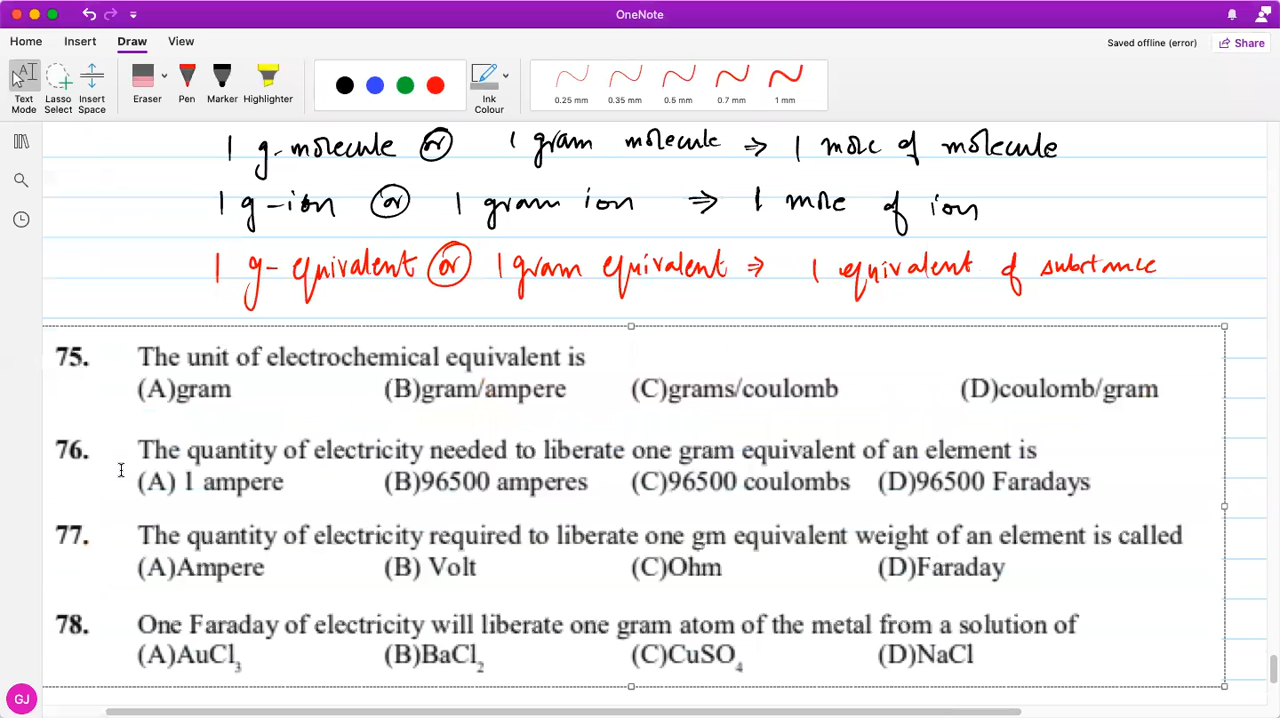 OneNote
Home Insert Draw View
Saved offline (error) Share
Text Mode
Lasso Select
Insert Space
Eraser Pen Marker Highlighter
Ink Colour
0.25 mm 0.35 mm 0.5 mm 0.7 mm 1 mm
1 g-molecule or 1 gram molecule ⇒ 1 mole of molecule
1 g-ion or 1 gram ion ⇒ 1 mole of ion
1 g-equivalent or 1 gram equivalent ⇒ 1 equivalent of substance
75. The unit of electrochemical equivalent is
(A)gram (B)gram/ampere (C)grams/coulomb (D)coulomb/gram
76. The quantity of electricity needed to liberate one gram equivalent of an element is
(A) 1 ampere (B)96500 amperes (C)96500 coulombs (D)96500 Faradays
77. The quantity of electricity required to liberate one gm equivalent weight of an element is called
(A)Ampere (B) Volt (C)Ohm (D)Faraday
78. One Faraday of electricity will liberate one gram atom of the metal from a solution of
(A)AuCl₃ (B)BaCl₂ (C)CuSO₄ (D)NaCl
GJ